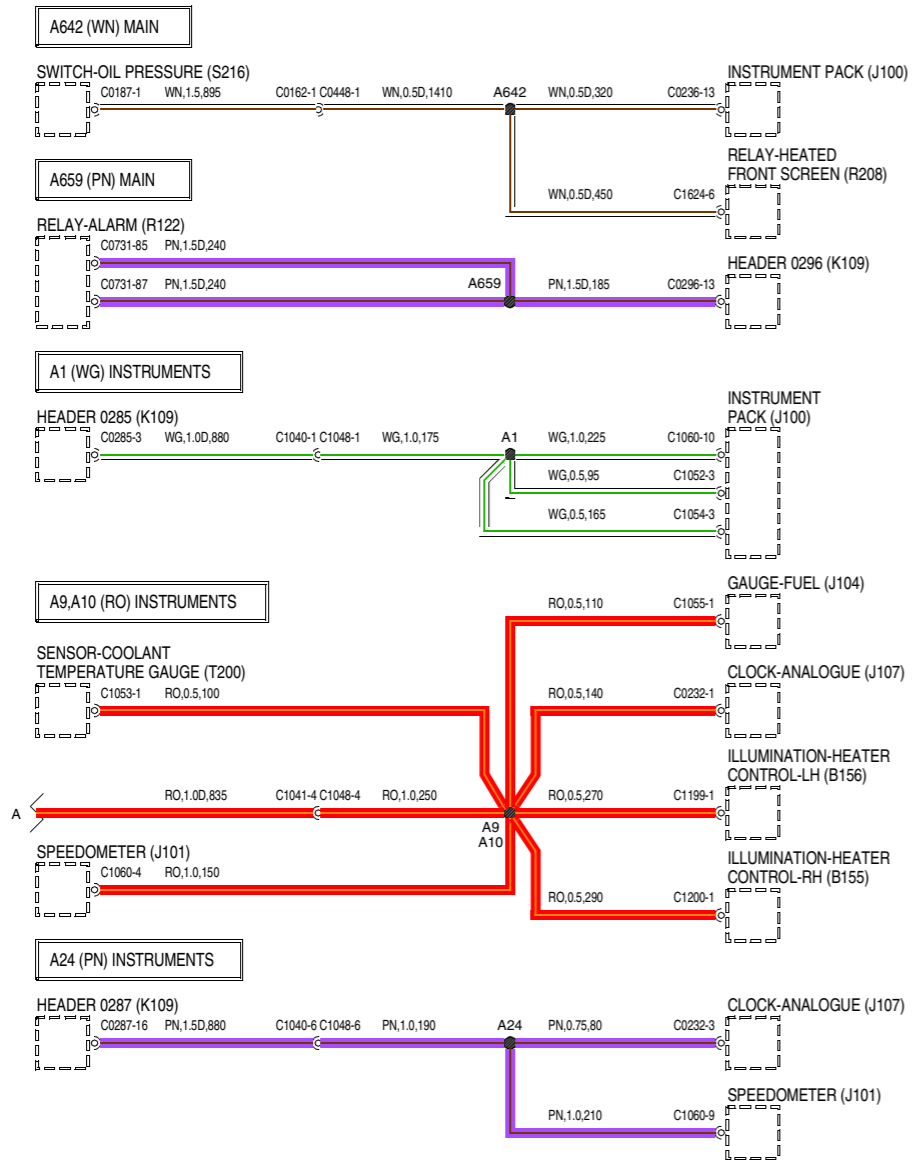 A642 (WN) MAIN
SWITCH-OIL PRESSURE (S216)
INSTRUMENT PACK (J100)
C0187-1 WN,1.5,895 C0162-1 C0448-1 WN,0.5D,1410 A642 WN,0.5D,320 C0236-13
RELAY-HEATED
FRONT SCREEN (R208)
WN,0.5D,450 C1624-6
A659 (PN) MAIN
RELAY-ALARM (R122)
C0731-85 PN,1.5D,240
HEADER 0296 (K109)
C0731-87 PN,1.5D,240 A659 PN,1.5D,185 C0296-13
A1 (WG) INSTRUMENTS
HEADER 0285 (K109)
INSTRUMENT
PACK (J100)
C0285-3 WG,1.0D,880 C1040-1 C1048-1 WG,1.0,175 A1 WG,1.0,225 C1060-10
WG,0.5,95 C1052-3
WG,0.5,165 C1054-3
A9,A10 (RO) INSTRUMENTS
GAUGE-FUEL (J104)
RO,0.5,110 C1055-1
SENSOR-COOLANT
TEMPERATURE GAUGE (T200)
CLOCK-ANALOGUE (J107)
C1053-1 RO,0.5,100 RO,0.5,140 C0232-1
ILLUMINATION-HEATER
CONTROL-LH (B156)
A RO,1.0D,835 C1041-4 C1048-4 RO,1.0,250 RO,0.5,270 C1199-1
A9
A10
SPEEDOMETER (J101)
ILLUMINATION-HEATER
CONTROL-RH (B155)
C1060-4 RO,1.0,150
RO,0.5,290 C1200-1
A24 (PN) INSTRUMENTS
HEADER 0287 (K109)
CLOCK-ANALOGUE (J107)
C0287-16 PN,1.5D,880 C1040-6 C1048-6 PN,1.0,190 A24 PN,0.75,80 C0232-3
SPEEDOMETER (J101)
PN,1.0,210 C1060-9